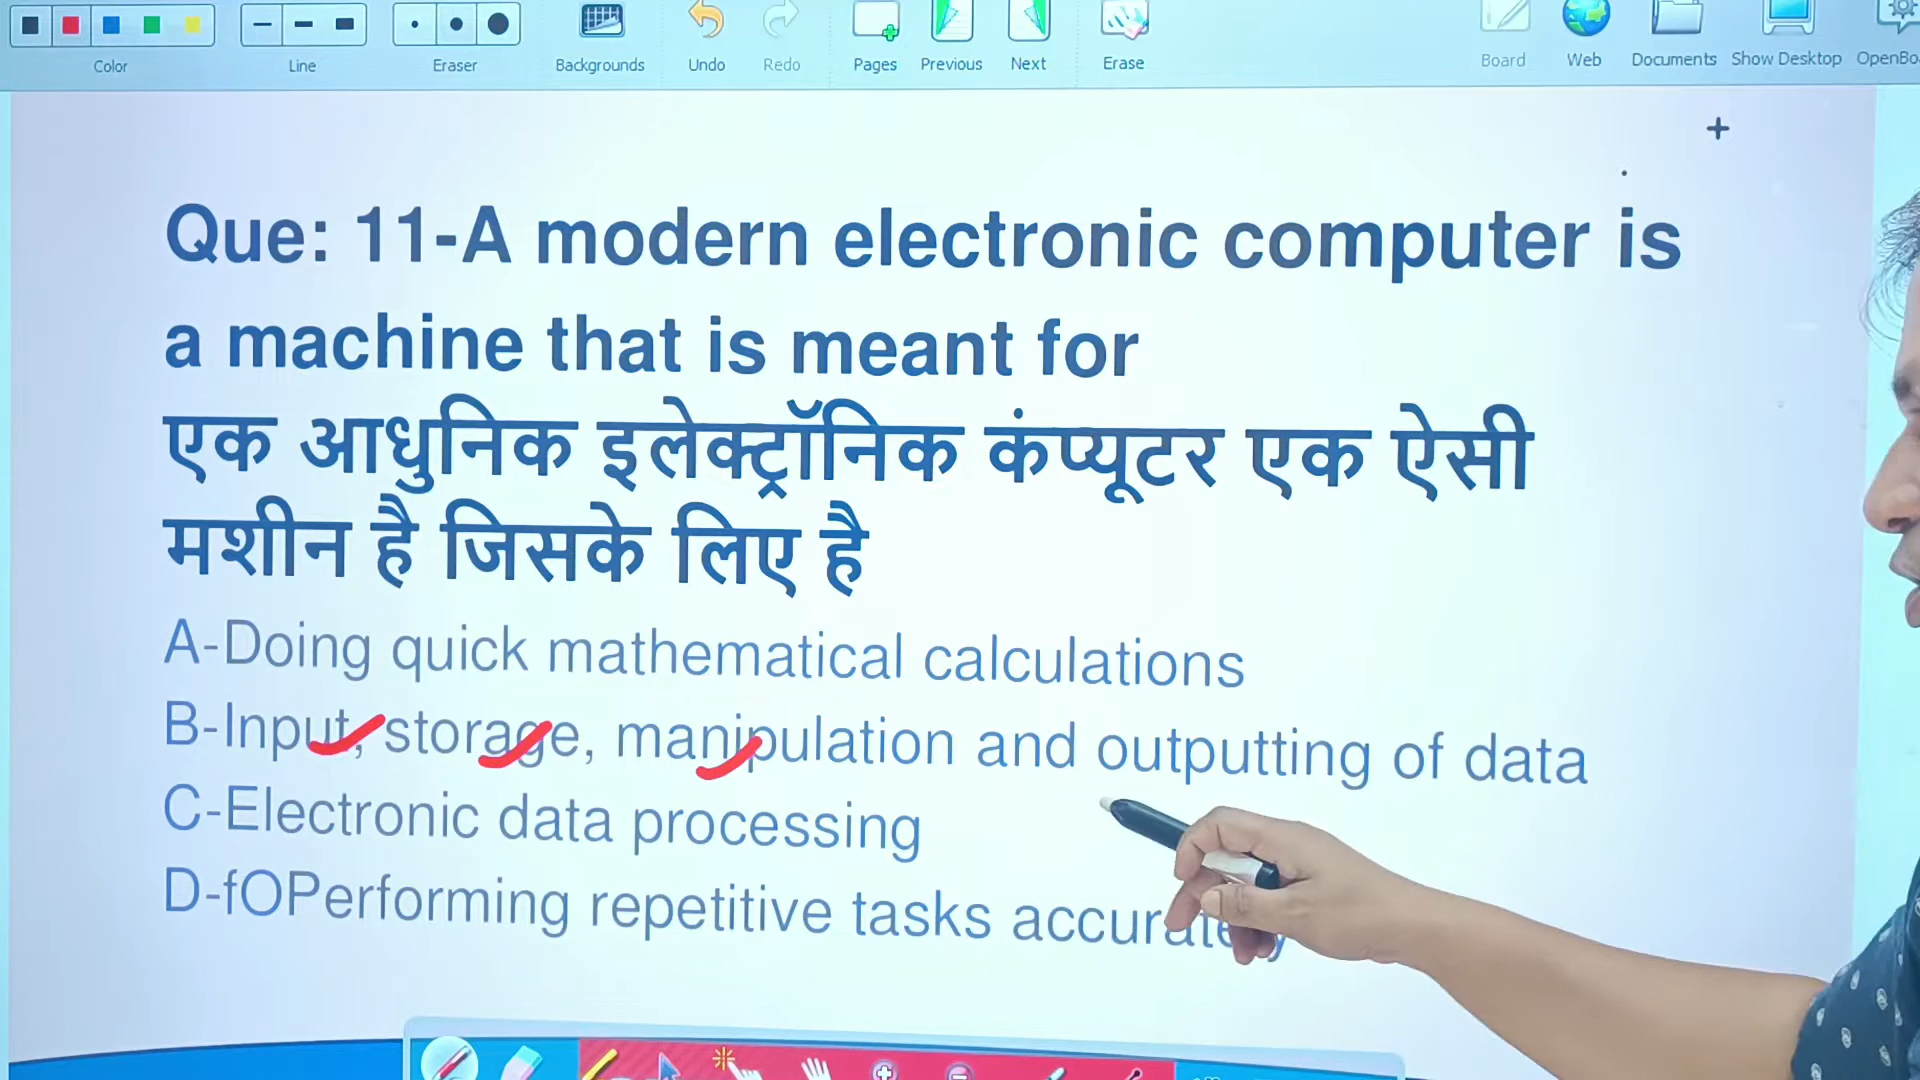 Color
Line
Eraser
Backgrounds
Undo
Redo
Pages
Previous
Next
Erase
Board
Web
Documents
Show Desktop
Que: 11-A modern electronic computer is
a machine that is meant for
एक आधुनिक इलेक्ट्रॉनिक कंप्यूटर एक ऐसी
मशीन है जिसके लिए है
A-Doing quick mathematical calculations
B-Input, storage, manipulation and outputting of data
C-Electronic data processing
D-fOPerforming repetitive tasks